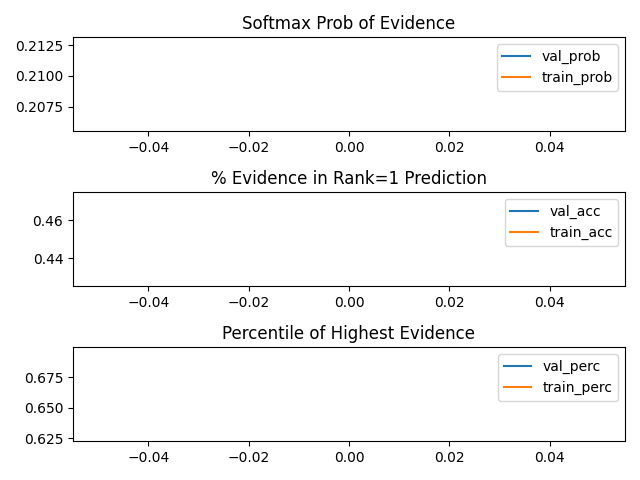 Softmax Prob of Evidence
0.2125
0.2100
0.2075
val_prob
train_prob
−0.04 −0.02 0.00 0.02 0.04
% Evidence in Rank=1 Prediction
0.46
0.44
val_acc
train_acc
−0.04 −0.02 0.00 0.02 0.04
Percentile of Highest Evidence
0.675
0.650
0.625
val_perc
train_perc
−0.04 −0.02 0.00 0.02 0.04